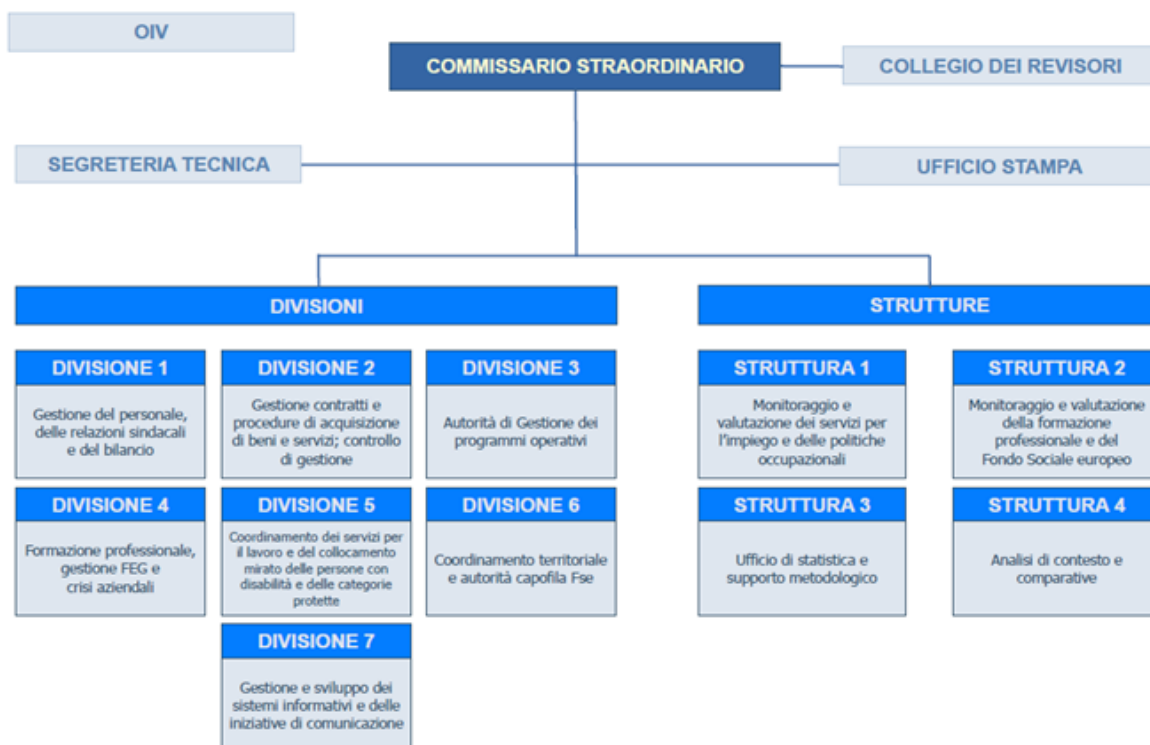 OIV
COMMISSARIO STRAORDINARIO
COLLEGIO DEI REVISORI
SEGRETERIA TECNICA
UFFICIO STAMPA
DIVISIONI
STRUTTURE
DIVISIONE 1
Gestione del personale,
delle relazioni sindacali
e del bilancio
DIVISIONE 2
Gestione contratti e
procedure di acquisizione
di beni e servizi; controllo
di gestione
DIVISIONE 3
Autorità di Gestione dei
programmi operativi
DIVISIONE 4
Formazione professionale,
gestione FEG e
crisi aziendali
DIVISIONE 5
Coordinamento dei servizi per
il lavoro e del collocamento
mirato delle persone con
disabilità e delle categorie
protette
DIVISIONE 6
Coordinamento territoriale
e autorità capofila Fse
DIVISIONE 7
Gestione e sviluppo dei
sistemi informativi e delle
iniziative di comunicazione
STRUTTURA 1
Monitoraggio e
valutazione dei servizi per
l'impiego e delle politiche
occupazionali
STRUTTURA 2
Monitoraggio e valutazione
della formazione
professionale e del
Fondo Sociale europeo
STRUTTURA 3
Ufficio di statistica e
supporto metodologico
STRUTTURA 4
Analisi di contesto e
comparative